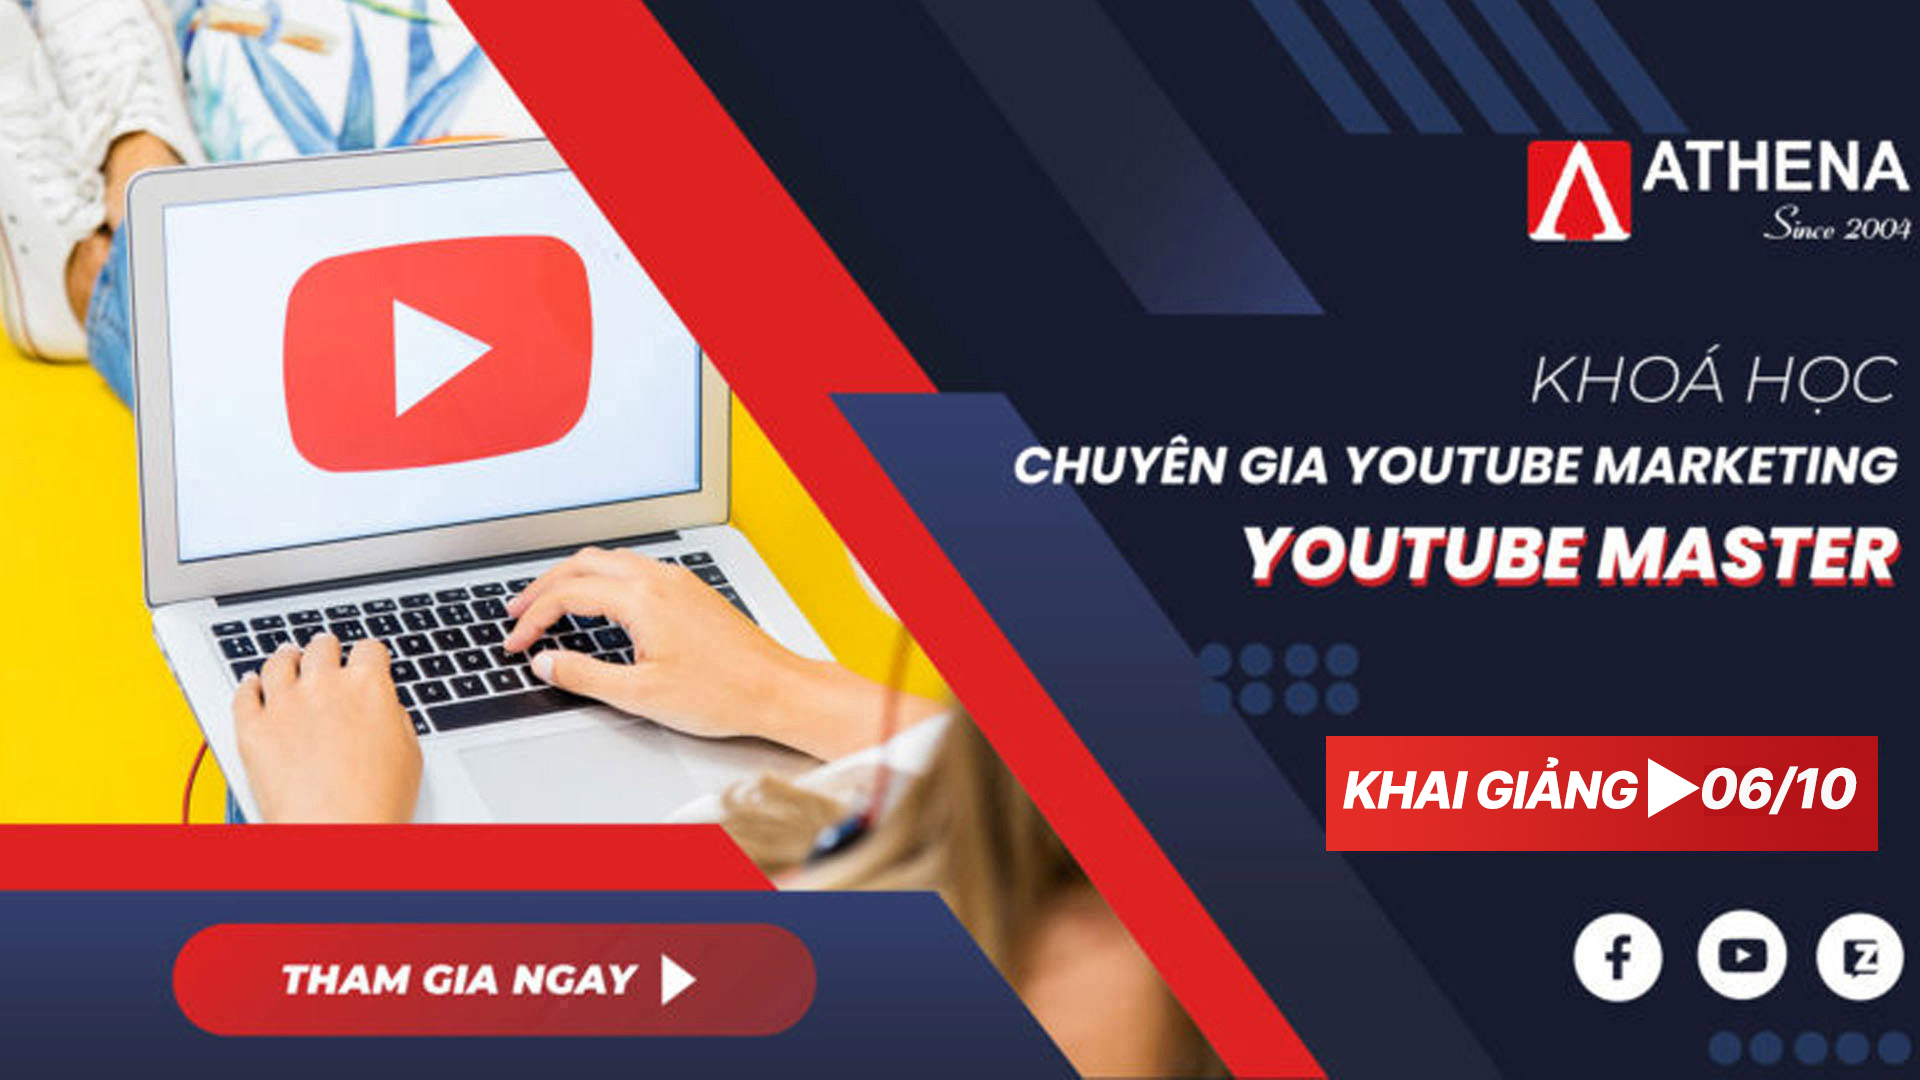 ATHENA
Since 2004
KHOÁ HỌC
CHUYÊN GIA YOUTUBE MARKETING
YOUTUBE MASTER
KHAI GIẢNG 06/10
THAM GIA NGAY